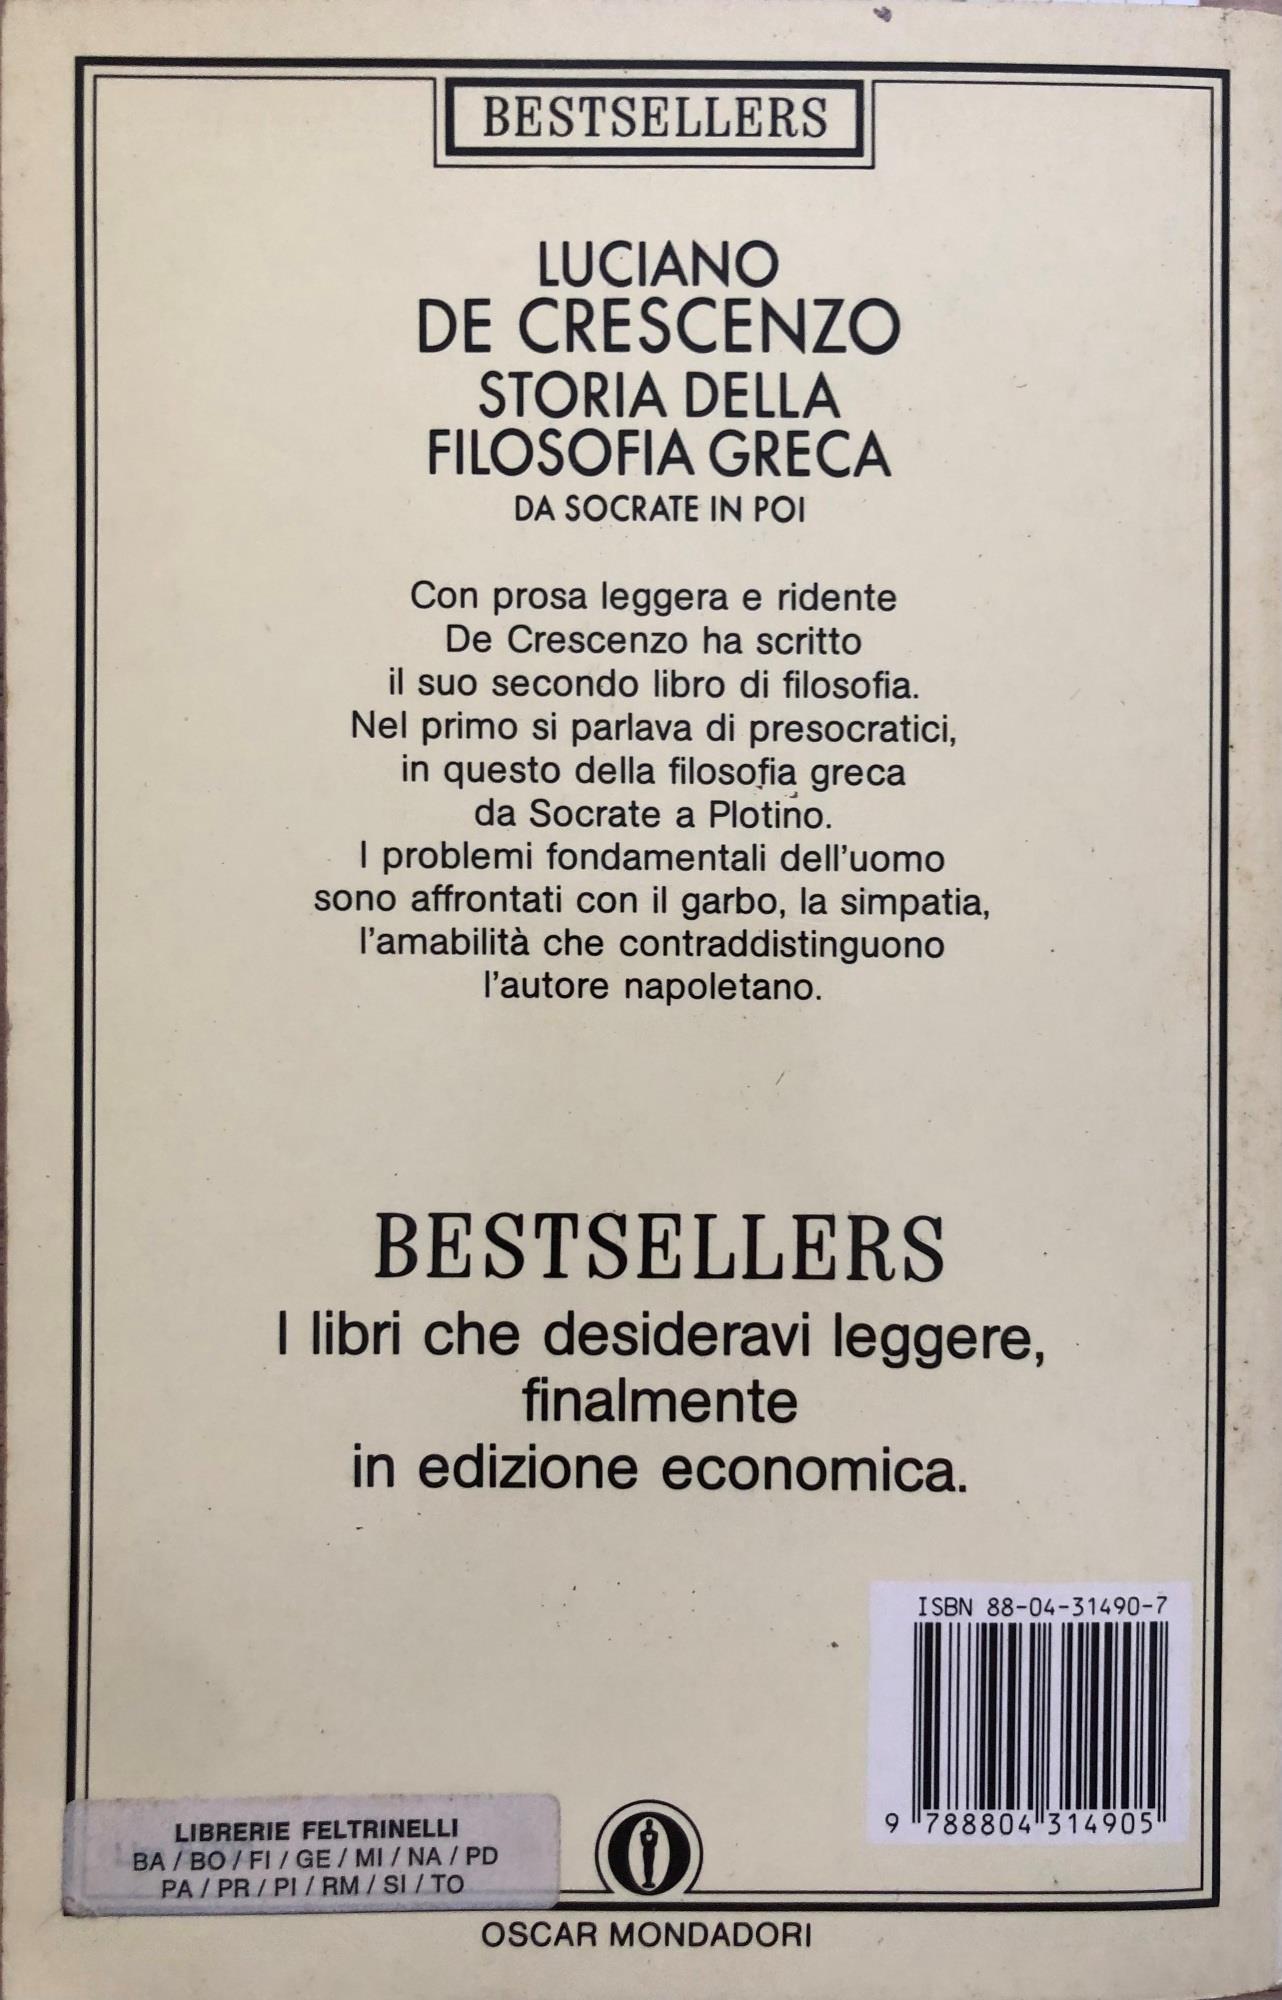 BESTSELLERS
LUCIANO
DE CRESCENZO
STORIA DELLA
FILOSOFIA GRECA
DA SOCRATE IN POI
Con prosa leggera e ridente
De Crescenzo ha scritto
il suo secondo libro di filosofia.
Nel primo si parlava di presocratici,
in questo della filosofia greca
da Socrate a Plotino.
I problemi fondamentali dell'uomo
sono affrontati con il garbo, la simpatia,
l'amabilità che contraddistinguono
l'autore napoletano.
BESTSELLERS
I libri che desideravi leggere,
finalmente
in edizione economica.
ISBN 88-04-31490-7
9 788804 314905
LIBRERIE FELTRINELLI
BA / BO / FI / GE / MI / NA / PD
PA / PR / PI / RM / SI / TO
OSCAR MONDADORI